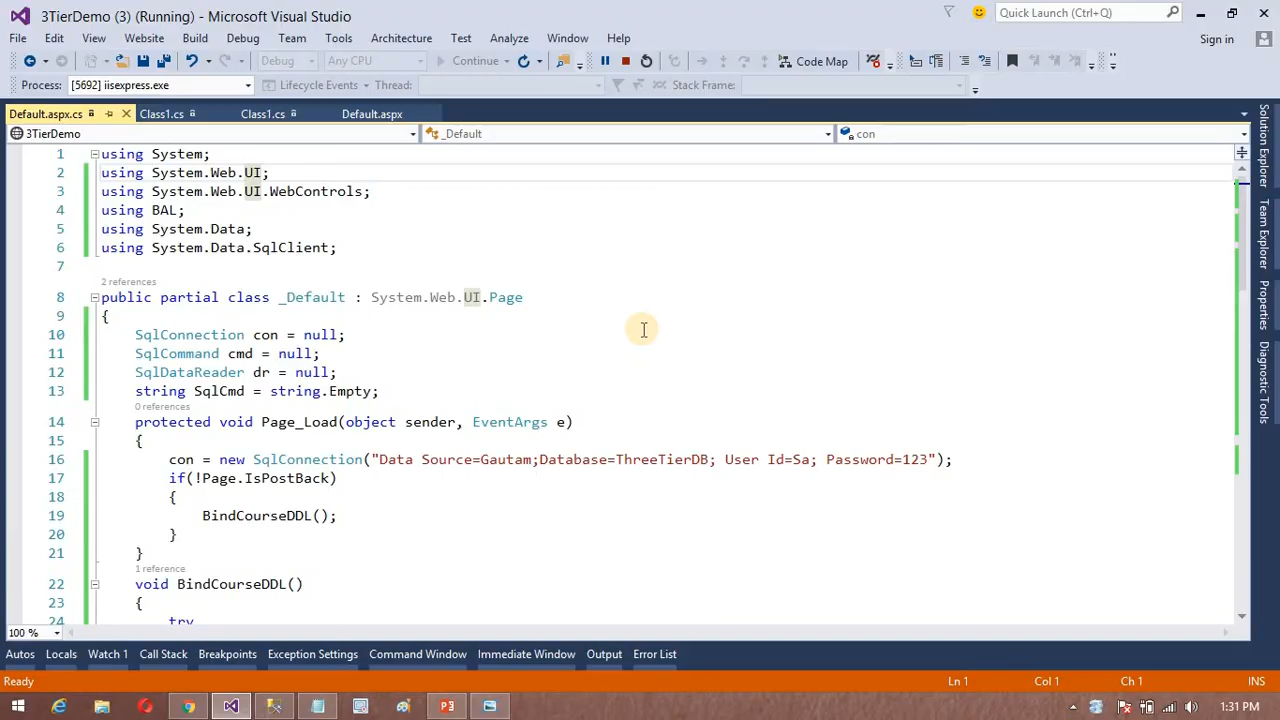 3TierDemo (3) (Running) - Microsoft Visual Studio
Quick Launch (Ctrl+Q)
File Edit View Website Build Debug Team Tools Architecture Test Analyze Window Help
Sign in
Debug Any CPU Continue Code Map
Process: [5692] iisexpress.exe Lifecycle Events Thread: Stack Frame:
Default.aspx.cs Class1.cs Class1.cs Default.aspx
3TierDemo _Default con
1 using System;
2 using System.Web.UI;
3 using System.Web.UI.WebControls;
4 using BAL;
5 using System.Data;
6 using System.Data.SqlClient;
7
2 references
8 public partial class _Default : System.Web.UI.Page
9 {
10 SqlConnection con = null;
11 SqlCommand cmd = null;
12 SqlDataReader dr = null;
13 string SqlCmd = string.Empty;
0 references
14 protected void Page_Load(object sender, EventArgs e)
15 {
16 con = new SqlConnection("Data Source=Gautam;Database=ThreeTierDB; User Id=Sa; Password=123");
17 if(!Page.IsPostBack)
18 {
19 BindCourseDDL();
20 }
21 }
1 reference
22 void BindCourseDDL()
23 {
24 try
100 %
Solution Explorer
Team Explorer
Properties
Diagnostic Tools
Autos Locals Watch 1 Call Stack Breakpoints Exception Settings Command Window Immediate Window Output Error List
Ready Ln 1 Col 1 Ch 1 INS
1:31 PM